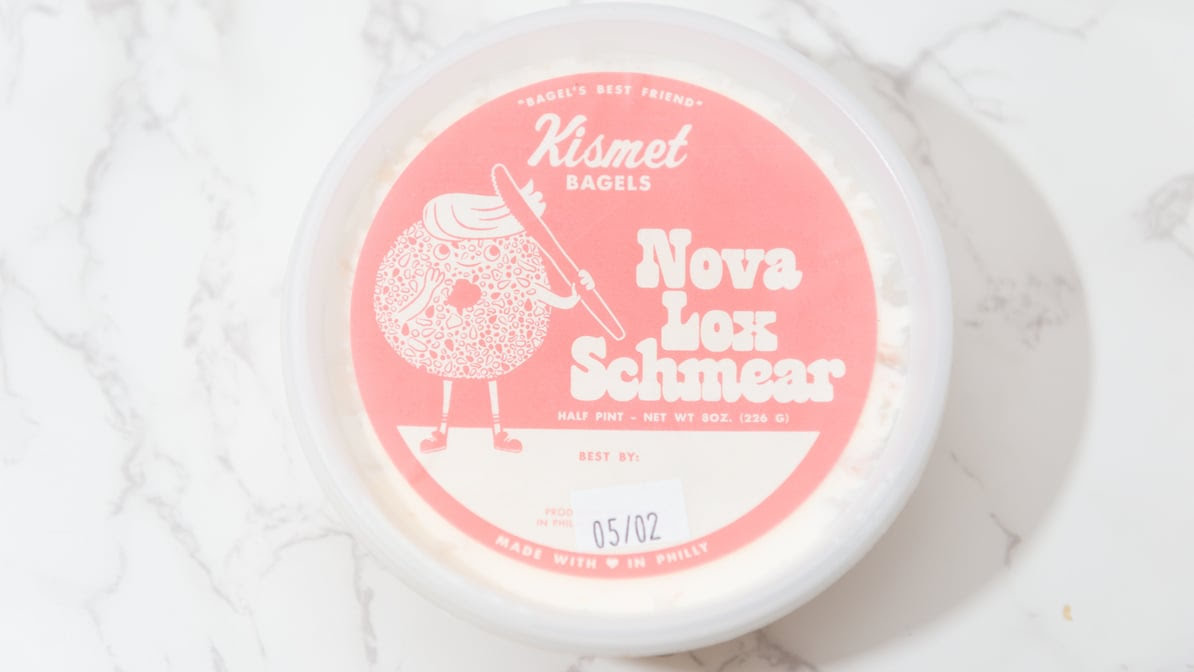 "BAGEL'S BEST FRIEND"
Kismet
BAGELS
Nova
Lox
Schmear
HALF PINT – NET WT 8OZ. (226 G)
BEST BY:
05/02
IN
MADE WITH ♥ IN PHILLY